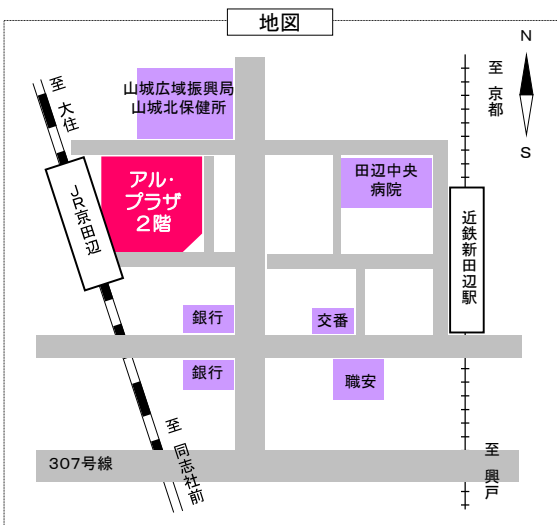 地図
N
S
至 京都
至 大住
山城広域振興局
山城北保健所
アル・
プラザ
2階
田辺中央
病院
JR京田辺
近鉄新田辺駅
銀行
交番
銀行
職安
至 同志社前
至 興戸
307号線